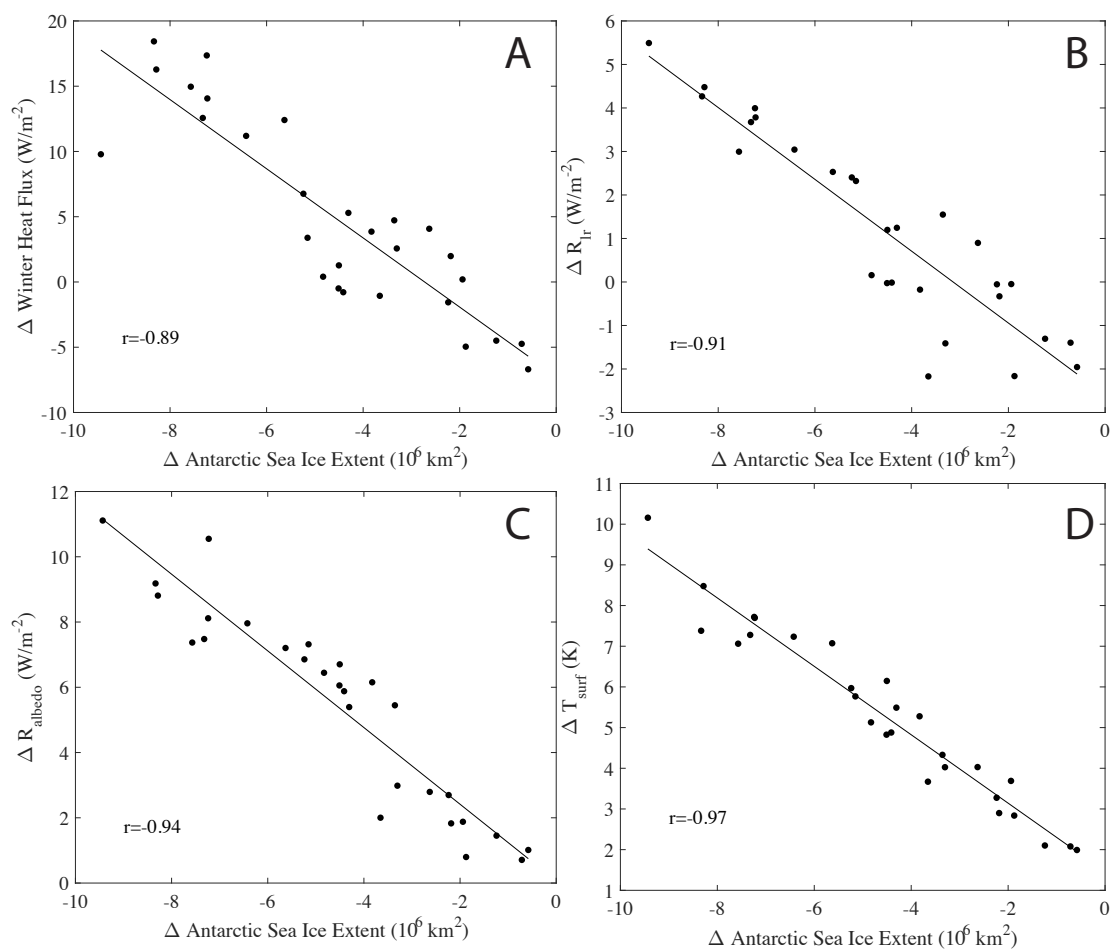 A
Δ Winter Heat Flux (W/m⁻²)
20
15
10
5
0
-5
-10
r=-0.89
-10 -8 -6 -4 -2 0
Δ Antarctic Sea Ice Extent (10⁶ km²)
B
Δ R_lr (W/m⁻²)
6
5
4
3
2
1
0
-1
-2
-3
r=-0.91
-10 -8 -6 -4 -2 0
Δ Antarctic Sea Ice Extent (10⁶ km²)
C
Δ R_albedo (W/m⁻²)
12
10
8
6
4
2
0
r=-0.94
-10 -8 -6 -4 -2 0
Δ Antarctic Sea Ice Extent (10⁶ km²)
D
Δ T_surf (K)
11
10
9
8
7
6
5
4
3
2
1
r=-0.97
-10 -8 -6 -4 -2 0
Δ Antarctic Sea Ice Extent (10⁶ km²)